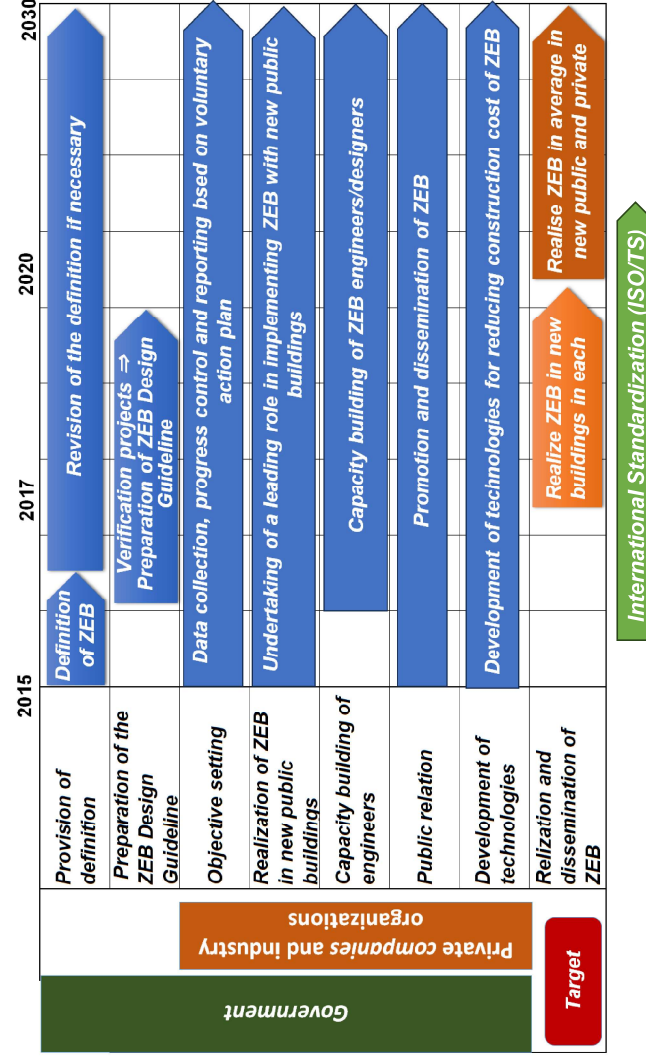 2015
2017
2020
2030
Government
Private companies and industry
organizations
Target
Provision of
definition
Definition
of ZEB
Revision of the definition if necessary
Preparation of the
ZEB Design
Guideline
Verification projects ⇒
Preparation of ZEB Design
Guideline
Objective setting
Data collection, progress control and reporting bsed on voluntary
action plan
Realization of ZEB
in new public
buildings
Undertaking of a leading role in implementing ZEB with new public
buildings
Capacity building of
engineers
Capacity building of ZEB engineers/designers
Public relation
Promotion and dissemination of ZEB
Development of
technologies
Development of technologies for reducing construction cost of ZEB
Relization and
dissemination of
ZEB
Realize ZEB in new
buildings in each
Realise ZEB in average in
new public and private
International Standardization (ISO/TS)